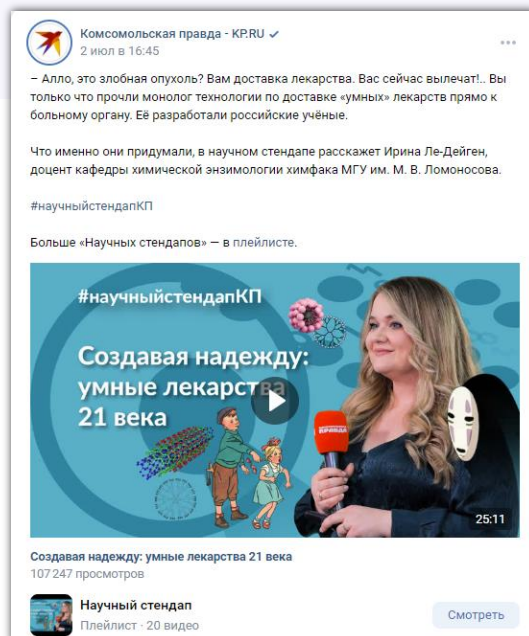 Комсомольская правда - KP.RU
2 июл в 16:45
– Алло, это злобная опухоль? Вам доставка лекарства. Вас сейчас вылечат!.. Вы
только что прочли монолог технологии по доставке «умных» лекарств прямо к
больному органу. Её разработали российские учёные.
Что именно они придумали, в научном стендапе расскажет Ирина Ле-Дейген,
доцент кафедры химической энзимологии химфака МГУ им. М. В. Ломоносова.
#научныйстендапКП
Больше «Научных стендапов» — в плейлисте.
#научныйстендапКП
Создавая надежду:
умные лекарства
21 века
ПРАВДА
25:11
Создавая надежду: умные лекарства 21 века
107 247 просмотров
Научный стендап
Плейлист · 20 видео
Смотреть